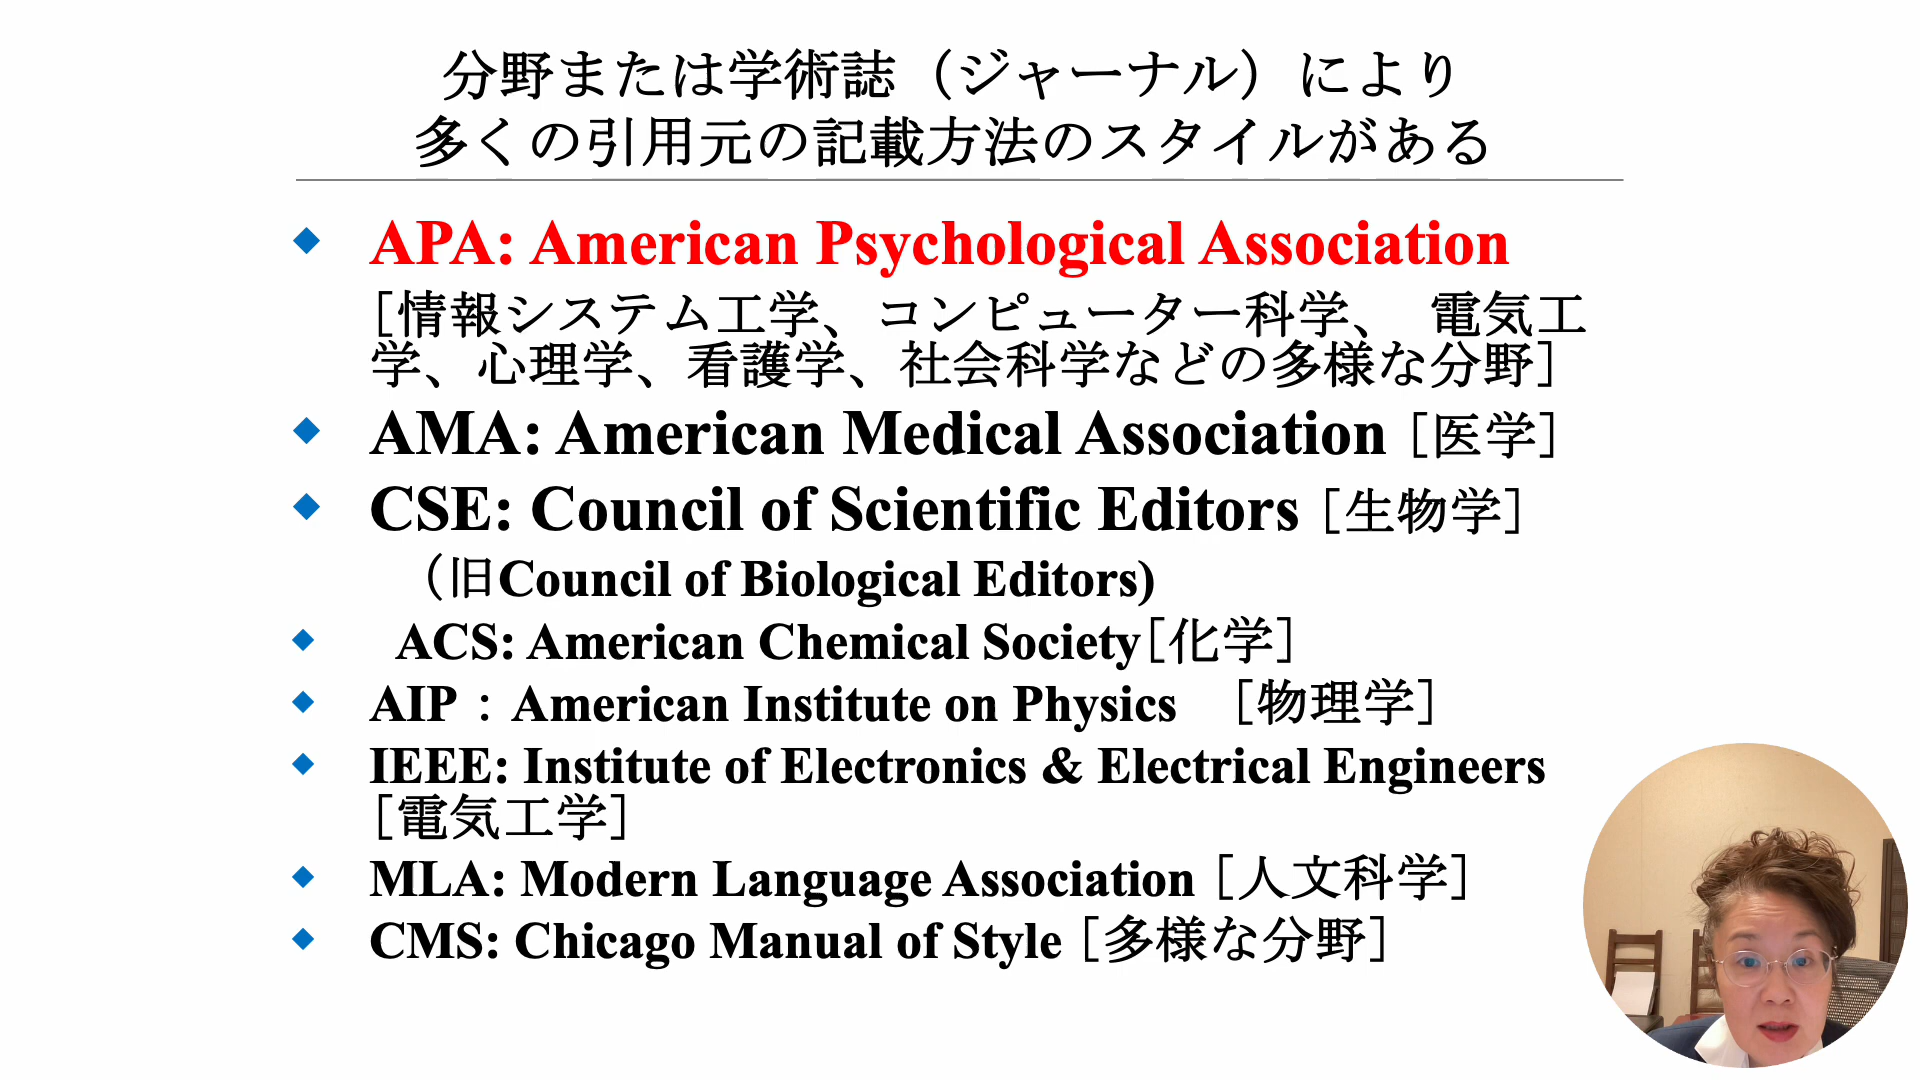 分野または学術誌（ジャーナル）により
多くの引用元の記載方法のスタイルがある
APA: American Psychological Association
[情報システム工学、コンピューター科学、 電気工
学、心理学、看護学、社会科学などの多様な分野]
AMA: American Medical Association [医学]
CSE: Council of Scientific Editors [生物学]
（旧Council of Biological Editors)
ACS: American Chemical Society[化学]
AIP：American Institute on Physics [物理学]
IEEE: Institute of Electronics & Electrical Engineers
[電気工学]
MLA: Modern Language Association [人文科学]
CMS: Chicago Manual of Style [多様な分野]